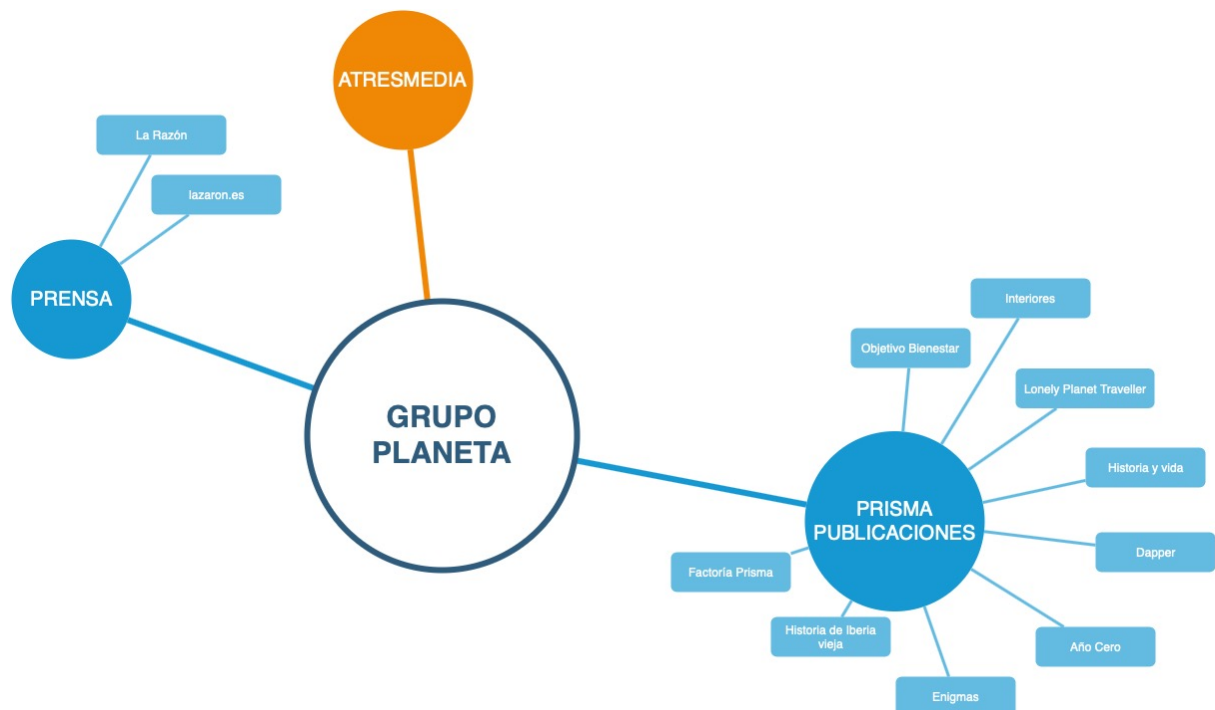 ATRESMEDIA
La Razón
lazaron.es
PRENSA
GRUPO
PLANETA
Interiores
Objetivo Bienestar
Lonely Planet Traveller
Historia y vida
PRISMA
PUBLICACIONES
Dapper
Factoría Prisma
Historia de Iberia
vieja
Año Cero
Enigmas